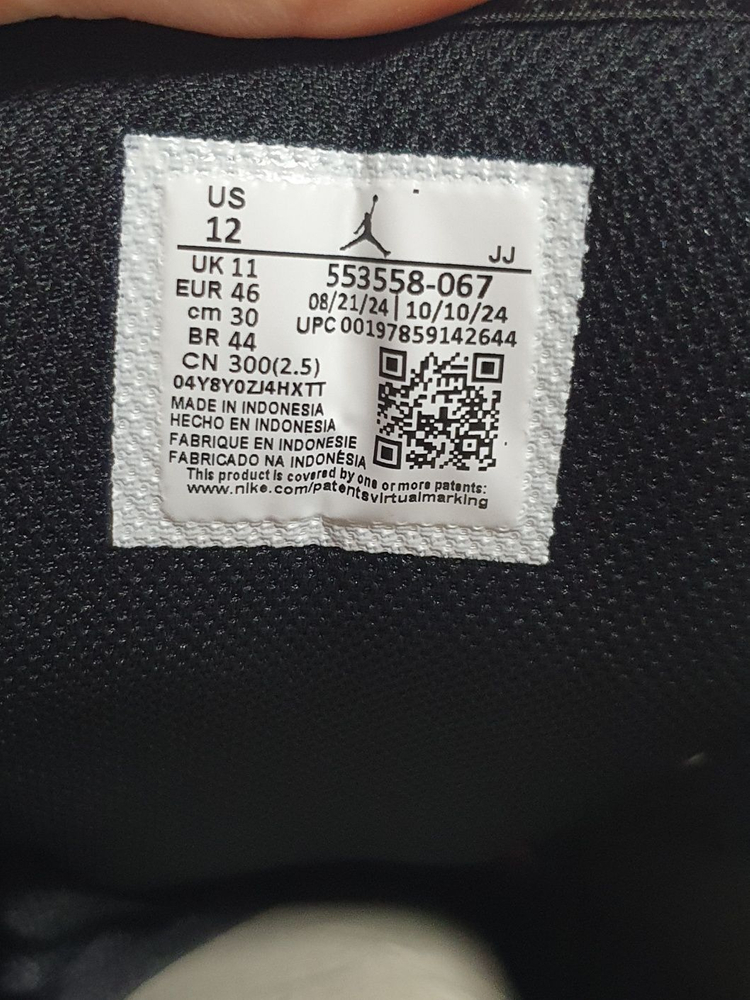 US
12
JJ
UK 11
EUR 46
cm 30
BR 44
CN 300(2.5)
553558-067
08/21/24 | 10/10/24
UPC 00197859142644
04Y8Y0ZJ4HXTT
MADE IN INDONESIA
HECHO EN INDONESIA
FABRIQUE EN INDONESIE
FABRICADO NA INDONÉSIA
This product is covered by one or more patents:
www.nike.com/patentsvirtualmarking